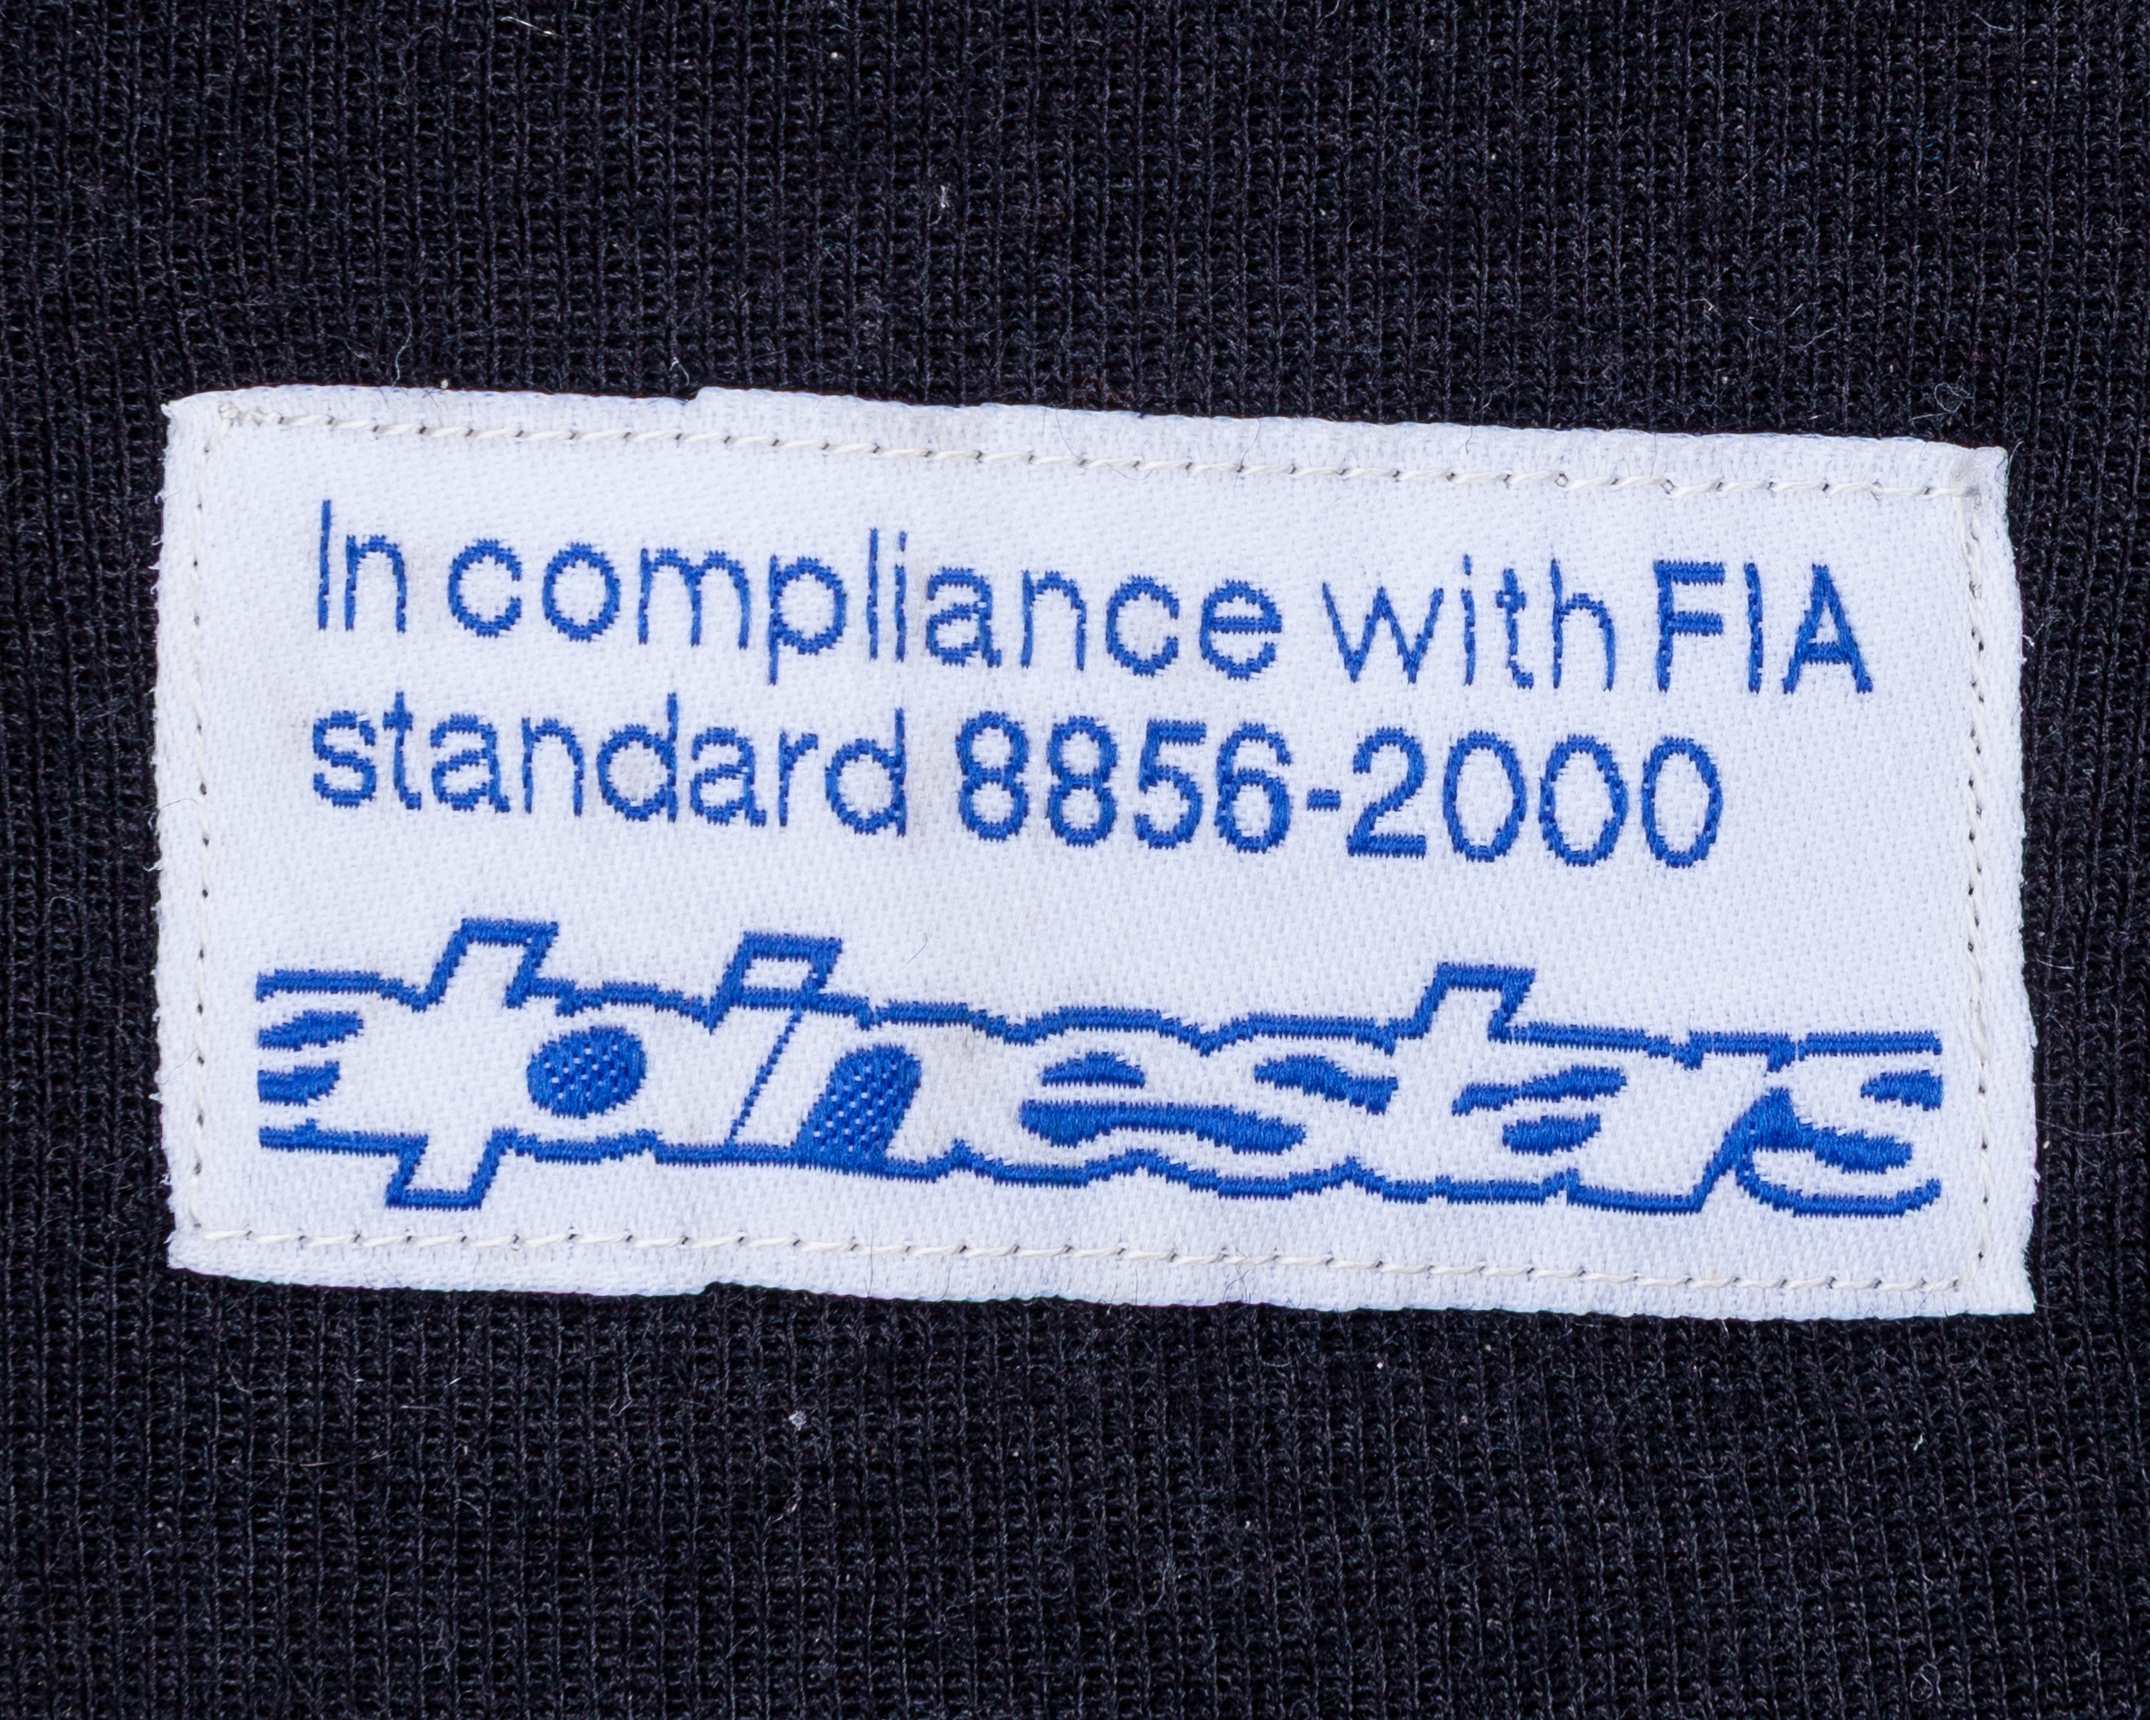 In compliance with FIA
standard 8856-2000
alpinestars